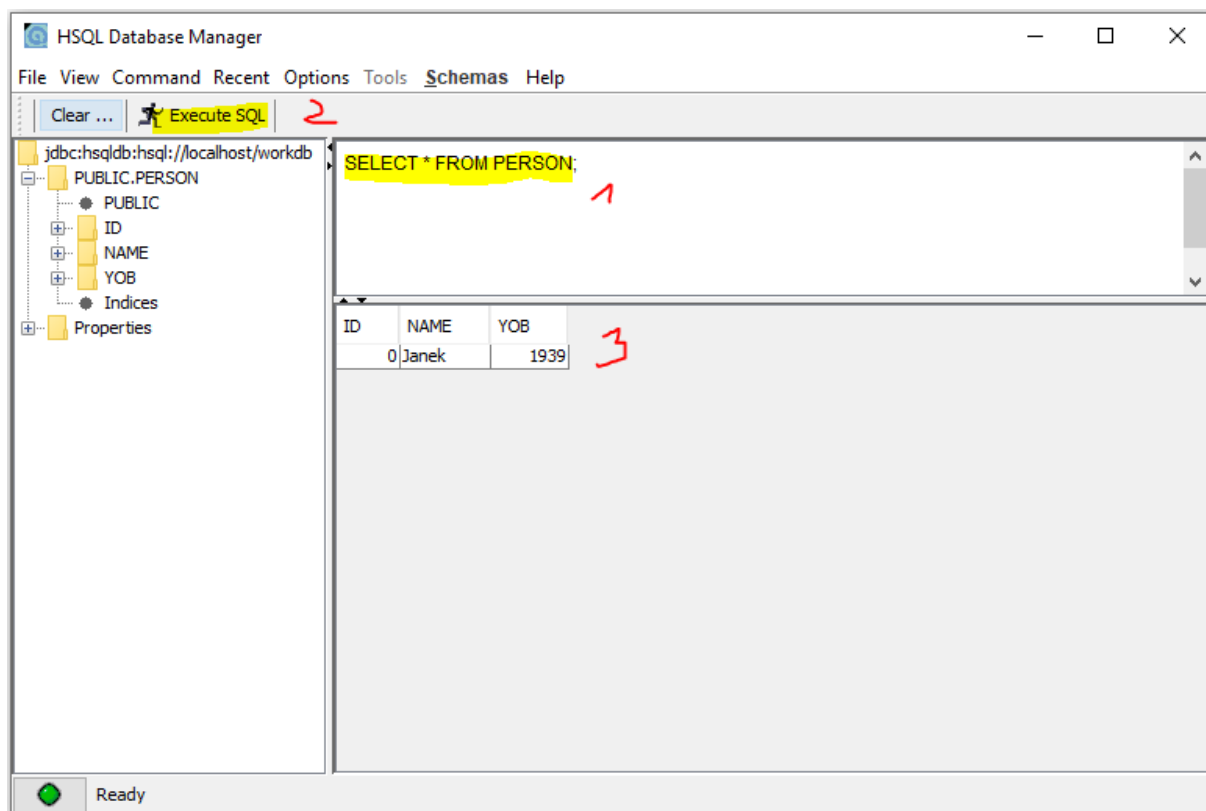 HSQL Database Manager
File View Command Recent Options Tools Schemas Help
Clear ... Execute SQL 2
jdbc:hsqldb:hsql://localhost/workdb
PUBLIC.PERSON
PUBLIC
ID
NAME
YOB
Indices
Properties
SELECT * FROM PERSON;
1
ID NAME YOB
0 Janek 1939
3
Ready